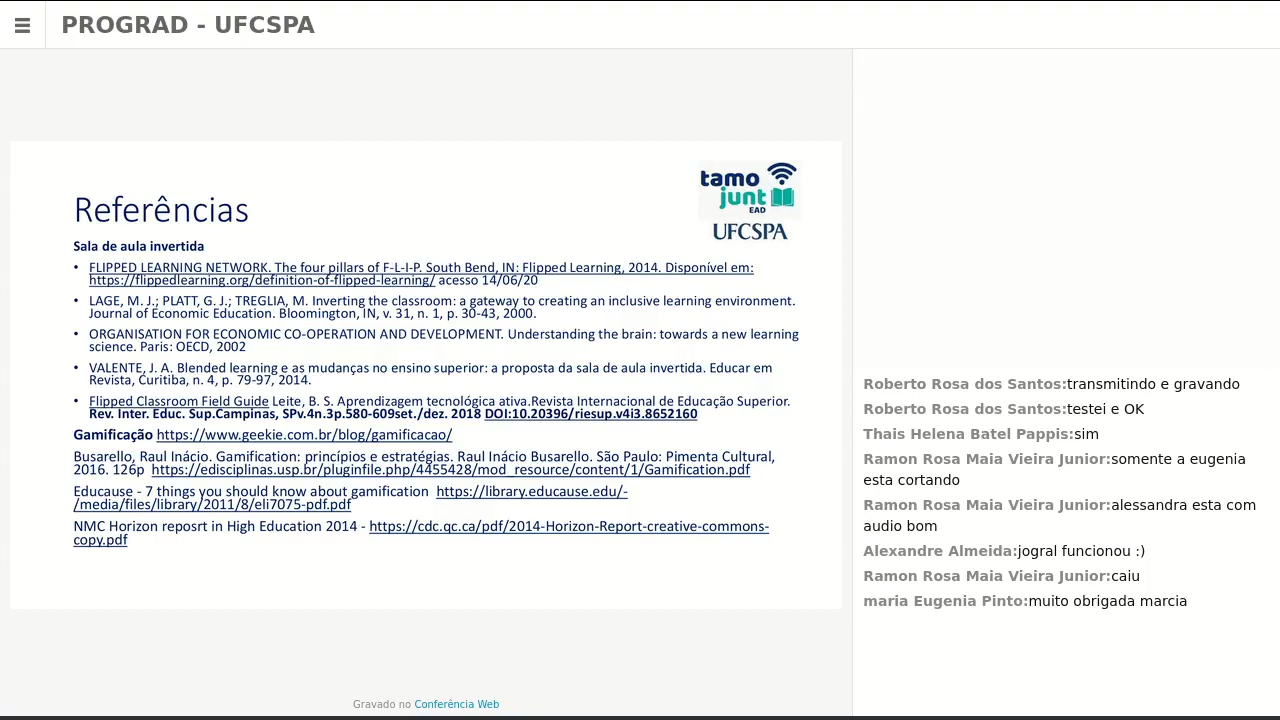 PROGRAD - UFCSPA
tamo
junt
EAD
UFCSPA
Referências
Sala de aula invertida
• FLIPPED LEARNING NETWORK. The four pillars of F-L-I-P. South Bend, IN: Flipped Learning, 2014. Disponível em:
https://flippedlearning.org/definition-of-flipped-learning/ acesso 14/06/20
• LAGE, M. J.; PLATT, G. J.; TREGLIA, M. Inverting the classroom: a gateway to creating an inclusive learning environment.
Journal of Economic Education. Bloomington, IN, v. 31, n. 1, p. 30-43, 2000.
• ORGANISATION FOR ECONOMIC CO-OPERATION AND DEVELOPMENT. Understanding the brain: towards a new learning
science. Paris: OECD, 2002
• VALENTE, J. A. Blended learning e as mudanças no ensino superior: a proposta da sala de aula invertida. Educar em
Revista, Curitiba, n. 4, p. 79-97, 2014.
• Flipped Classroom Field Guide Leite, B. S. Aprendizagem tecnológica ativa.Revista Internacional de Educação Superior.
Rev. Inter. Educ. Sup.Campinas, SPv.4n.3p.580-609set./dez. 2018 DOI:10.20396/riesup.v4i3.8652160
Gamificação https://www.geekie.com.br/blog/gamificacao/
Busarello, Raul Inácio. Gamification: princípios e estratégias. Raul Inácio Busarello. São Paulo: Pimenta Cultural,
2016. 126p https://edisciplinas.usp.br/pluginfile.php/4455428/mod_resource/content/1/Gamification.pdf
Educause - 7 things you should know about gamification https://library.educause.edu/-
/media/files/library/2011/8/eli7075-pdf.pdf
NMC Horizon reposrt in High Education 2014 - https://cdc.qc.ca/pdf/2014-Horizon-Report-creative-commons-
copy.pdf
Roberto Rosa dos Santos:transmitindo e gravando
Roberto Rosa dos Santos:testei e OK
Thais Helena Batel Pappis:sim
Ramon Rosa Maia Vieira Junior:somente a eugenia
esta cortando
Ramon Rosa Maia Vieira Junior:alessandra esta com
audio bom
Alexandre Almeida:jogral funcionou :)
Ramon Rosa Maia Vieira Junior:caiu
maria Eugenia Pinto:muito obrigada marcia
Gravado no Conferência Web